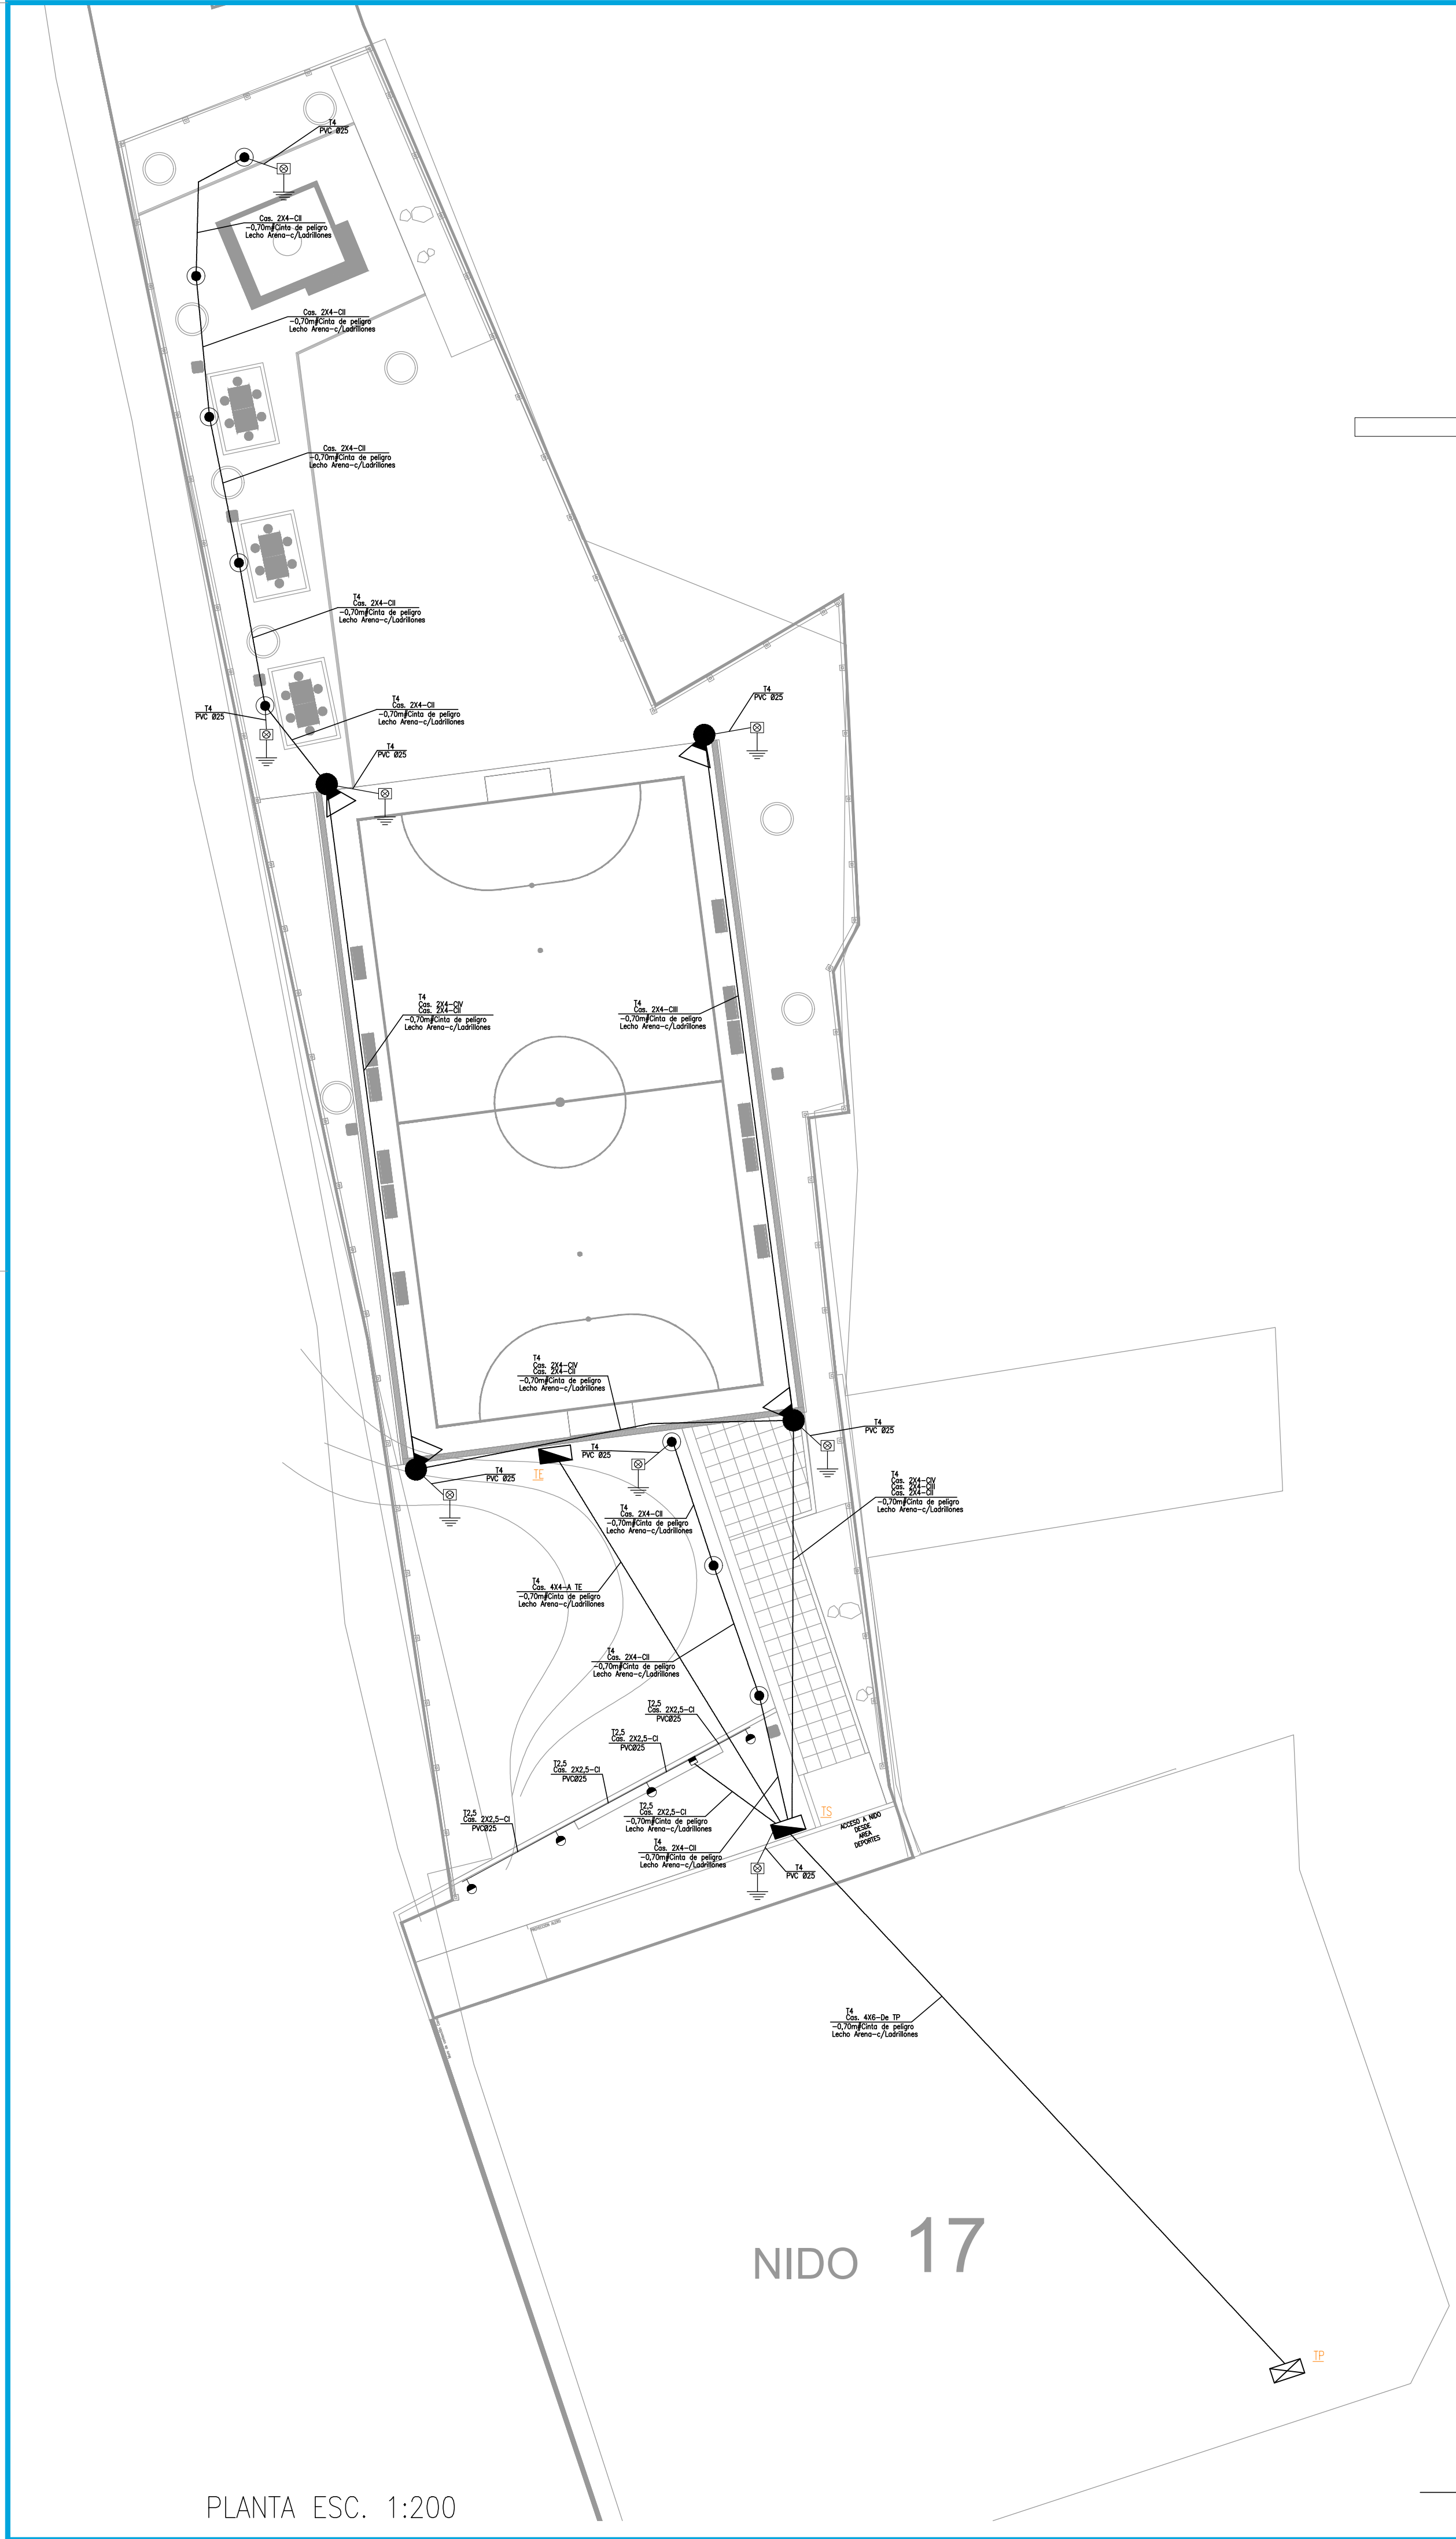 T4
PVC Ø25
Cas. 2X4-CII
-0,70m/Cinta de peligro
Lecho Arena-c/Ladrillones
Cas. 2X4-CII
-0,70m/Cinta de peligro
Lecho Arena-c/Ladrillones
Cas. 2X4-CII
-0,70m/Cinta de peligro
Lecho Arena-c/Ladrillones
T4
Cas. 2X4-CII
-0,70m/Cinta de peligro
Lecho Arena-c/Ladrillones
T4
Cas. 2X4-CII
-0,70m/Cinta de peligro
Lecho Arena-c/Ladrillones
T4
PVC Ø25
T4
PVC Ø25
T4
PVC Ø25
T4
Cas. 2X4-CIV
Cas. 2X4-CII
-0,70m/Cinta de peligro
Lecho Arena-c/Ladrillones
T4
Cas. 2X4-CIII
-0,70m/Cinta de peligro
Lecho Arena-c/Ladrillones
T4
Cas. 2X4-CIV
Cas. 2X4-CII
-0,70m/Cinta de peligro
Lecho Arena-c/Ladrillones
T4
PVC Ø25
T4
PVC Ø25
TE
T4
PVC Ø25
T4
Cas. 2X4-CIV
Cas. 2X4-CIII
Cas. 2X4-CII
-0,70m/Cinta de peligro
Lecho Arena-c/Ladrillones
T4
Cas. 2X4-CII
-0,70m/Cinta de peligro
Lecho Arena-c/Ladrillones
T4
Cas. 4X4-A TE
-0,70m/Cinta de peligro
Lecho Arena-c/Ladrillones
T4
Cas. 2X4-CII
-0,70m/Cinta de peligro
Lecho Arena-c/Ladrillones
T2,5
Cas. 2X2,5-CI
PVCØ25
T2,5
Cas. 2X2,5-CI
PVCØ25
T2,5
Cas. 2X2,5-CI
PVCØ25
T2,5
Cas. 2X2,5-CI
PVCØ25
T2,5
Cas. 2X2,5-CI
-0,70m/Cinta de peligro
Lecho Arena-c/Ladrillones
T4
Cas. 2X4-CII
-0,70m/Cinta de peligro
Lecho Arena-c/Ladrillones
TS
ACCESO A NIDO
DESDE
AREA
DEPORTES
T4
PVC Ø25
T4
Cas. 4X6-De TP
-0,70m/Cinta de peligro
Lecho Arena-c/Ladrillones
NIDO 17
TP
PLANTA ESC. 1:200